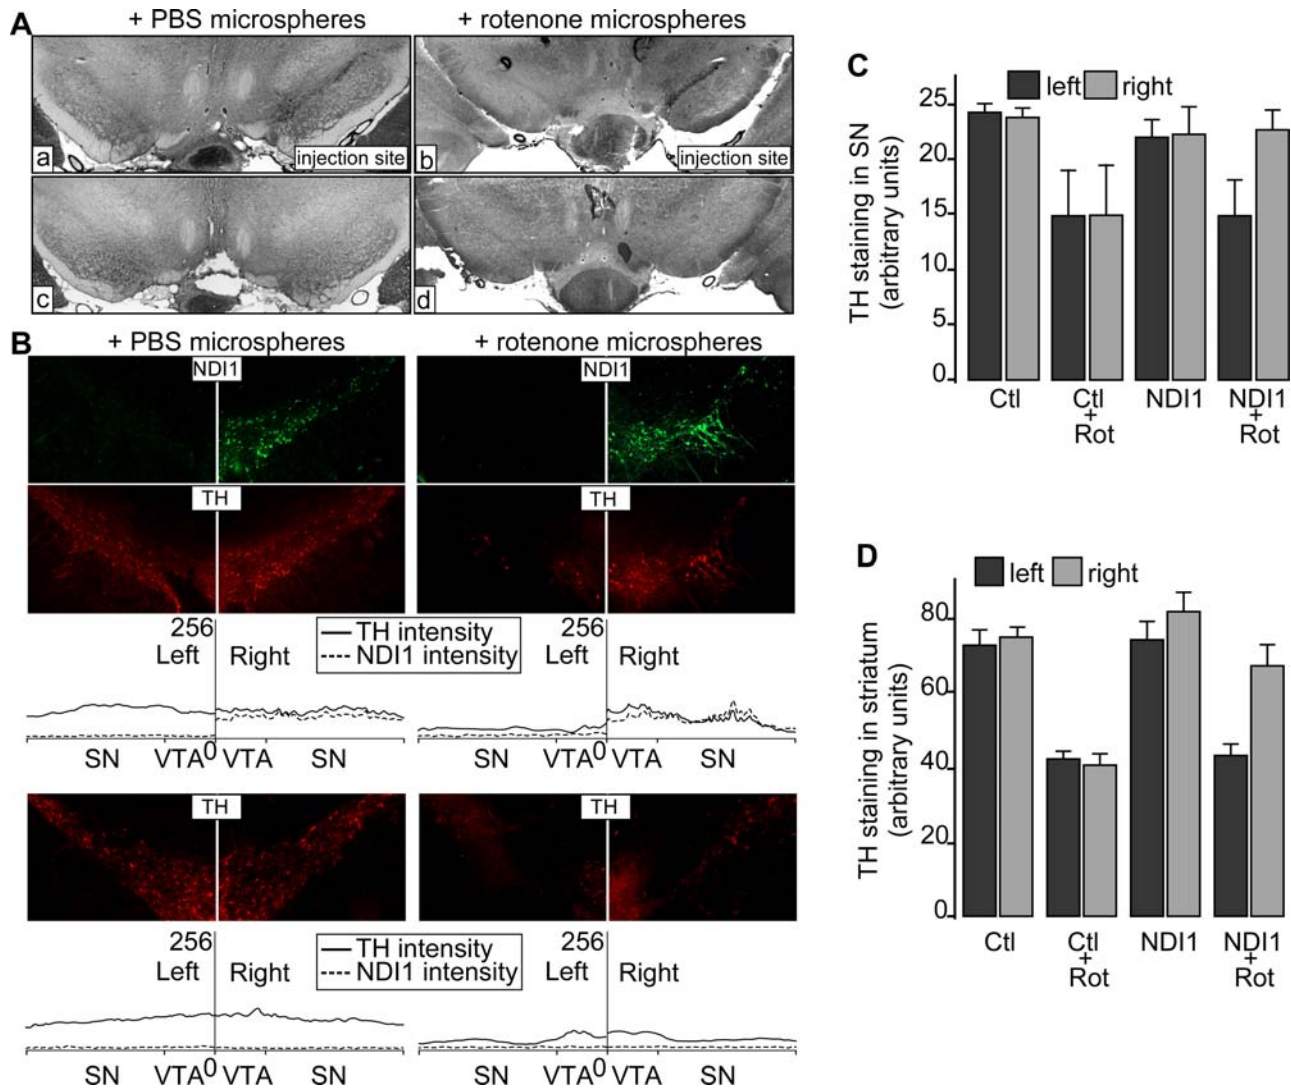 A
+ PBS microspheres
+ rotenone microspheres
a
injection site
b
injection site
c
d
B
+ PBS microspheres
+ rotenone microspheres
NDI1
NDI1
TH
TH
256
Left
Right
TH intensity
NDI1 intensity
256
Left
Right
SN
VTA
0
VTA
SN
SN
VTA
0
VTA
SN
TH
TH
256
Left
Right
TH intensity
NDI1 intensity
256
Left
Right
SN
VTA
0
VTA
SN
SN
VTA
0
VTA
SN
C
left
right
TH staining in SN
(arbitrary units)
25
20
15
10
5
0
Ctl
Ctl
+
Rot
NDI1
NDI1
+
Rot
D
left
right
TH staining in striatum
(arbitrary units)
80
60
40
20
0
Ctl
Ctl
+
Rot
NDI1
NDI1
+
Rot